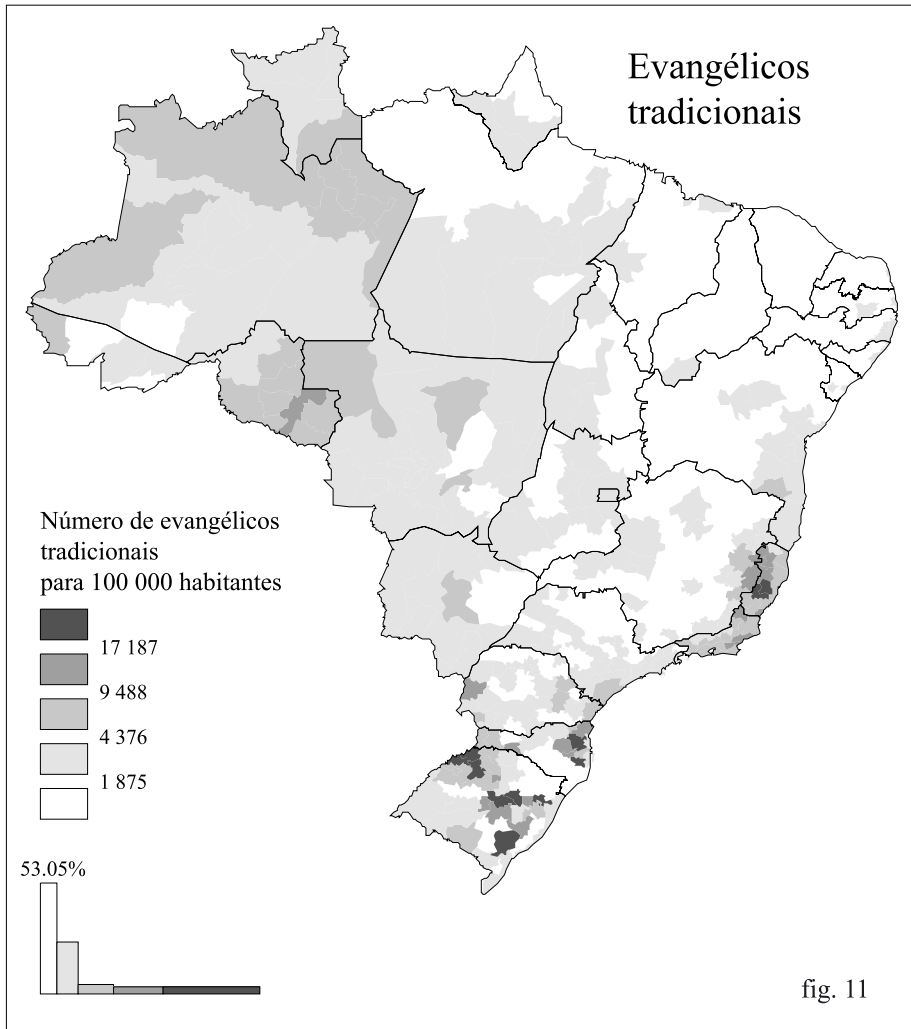 Evangélicos
tradicionais
Número de evangélicos
tradicionais
para 100 000 habitantes
17 187
9 488
4 376
1 875
53.05%
fig. 11